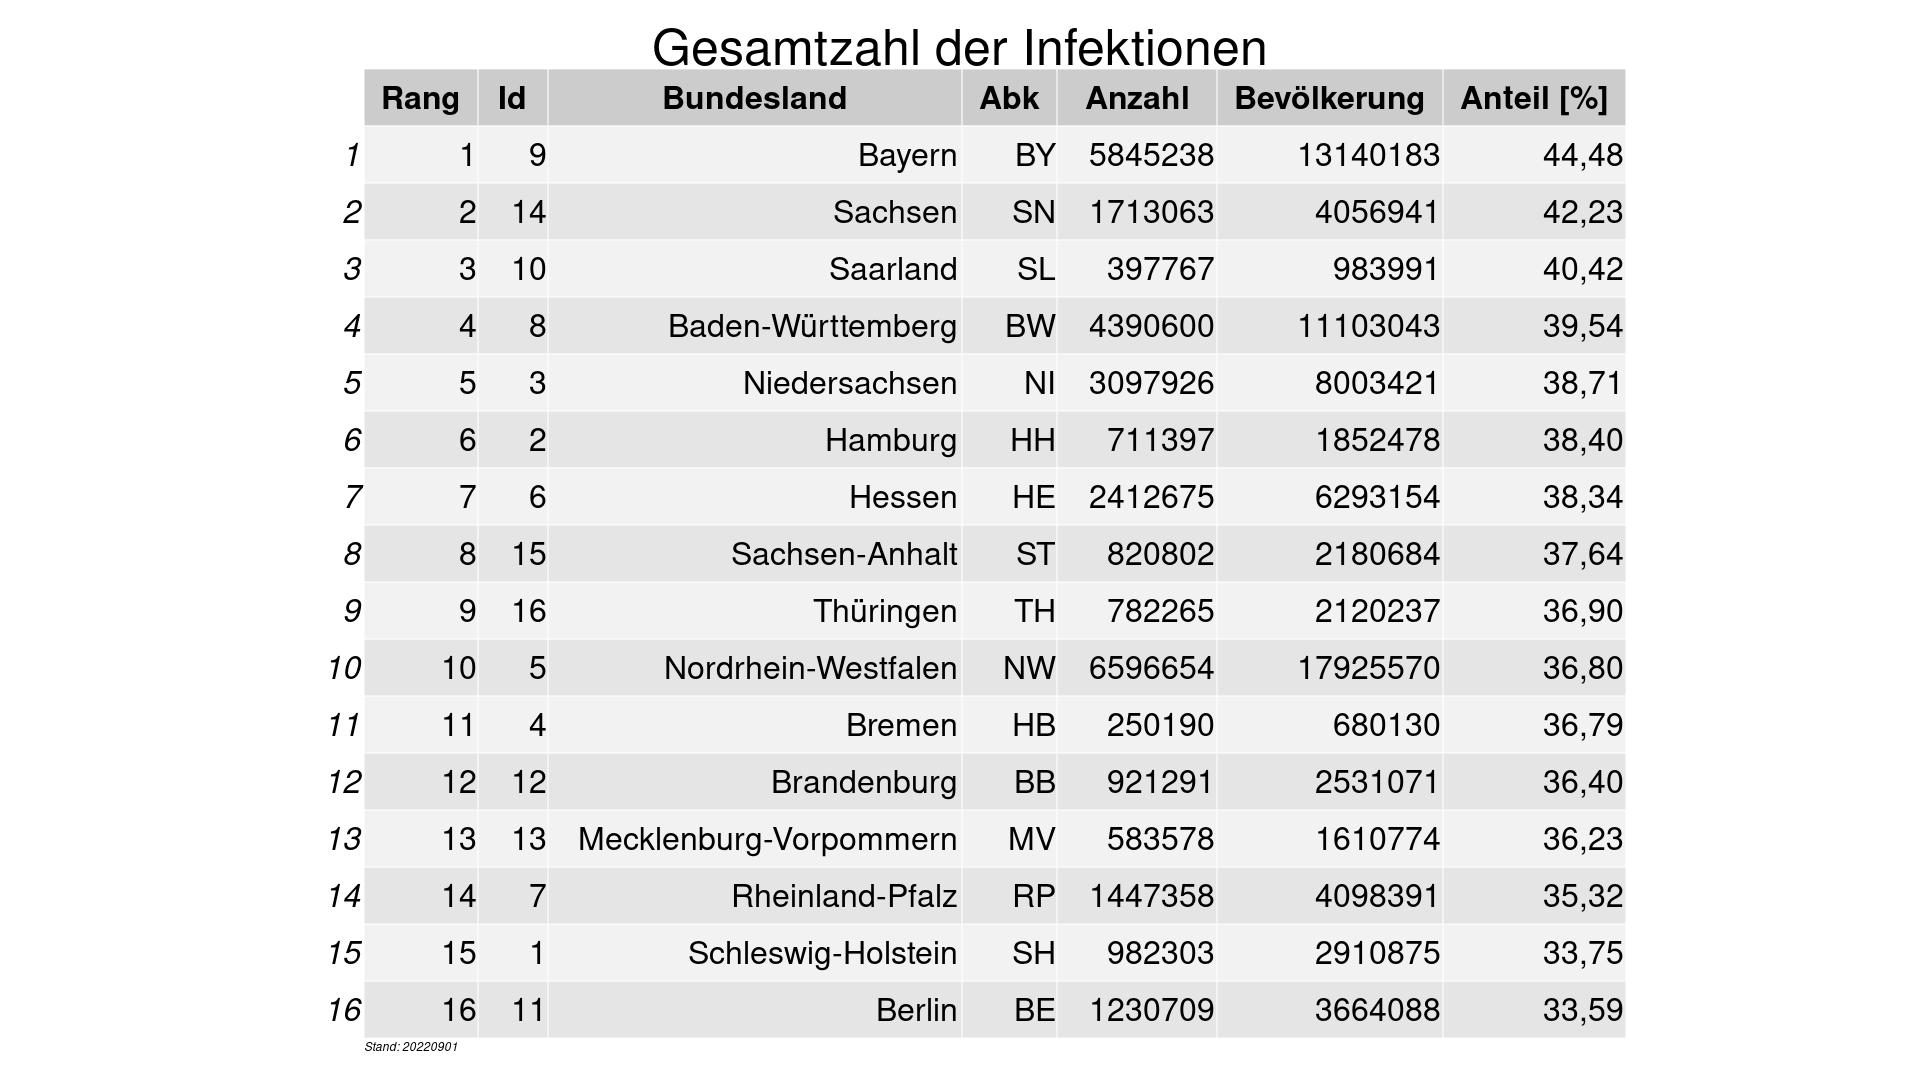 Gesamtzahl der Infektionen
Rang Id Bundesland Abk Anzahl Bevölkerung Anteil [%]
1 1 9 Bayern BY 5845238 13140183 44,48
2 2 14 Sachsen SN 1713063 4056941 42,23
3 3 10 Saarland SL 397767 983991 40,42
4 4 8 Baden-Württemberg BW 4390600 11103043 39,54
5 5 3 Niedersachsen NI 3097926 8003421 38,71
6 6 2 Hamburg HH 711397 1852478 38,40
7 7 6 Hessen HE 2412675 6293154 38,34
8 8 15 Sachsen-Anhalt ST 820802 2180684 37,64
9 9 16 Thüringen TH 782265 2120237 36,90
10 10 5 Nordrhein-Westfalen NW 6596654 17925570 36,80
11 11 4 Bremen HB 250190 680130 36,79
12 12 12 Brandenburg BB 921291 2531071 36,40
13 13 13 Mecklenburg-Vorpommern MV 583578 1610774 36,23
14 14 7 Rheinland-Pfalz RP 1447358 4098391 35,32
15 15 1 Schleswig-Holstein SH 982303 2910875 33,75
16 16 11 Berlin BE 1230709 3664088 33,59
Stand: 20220901